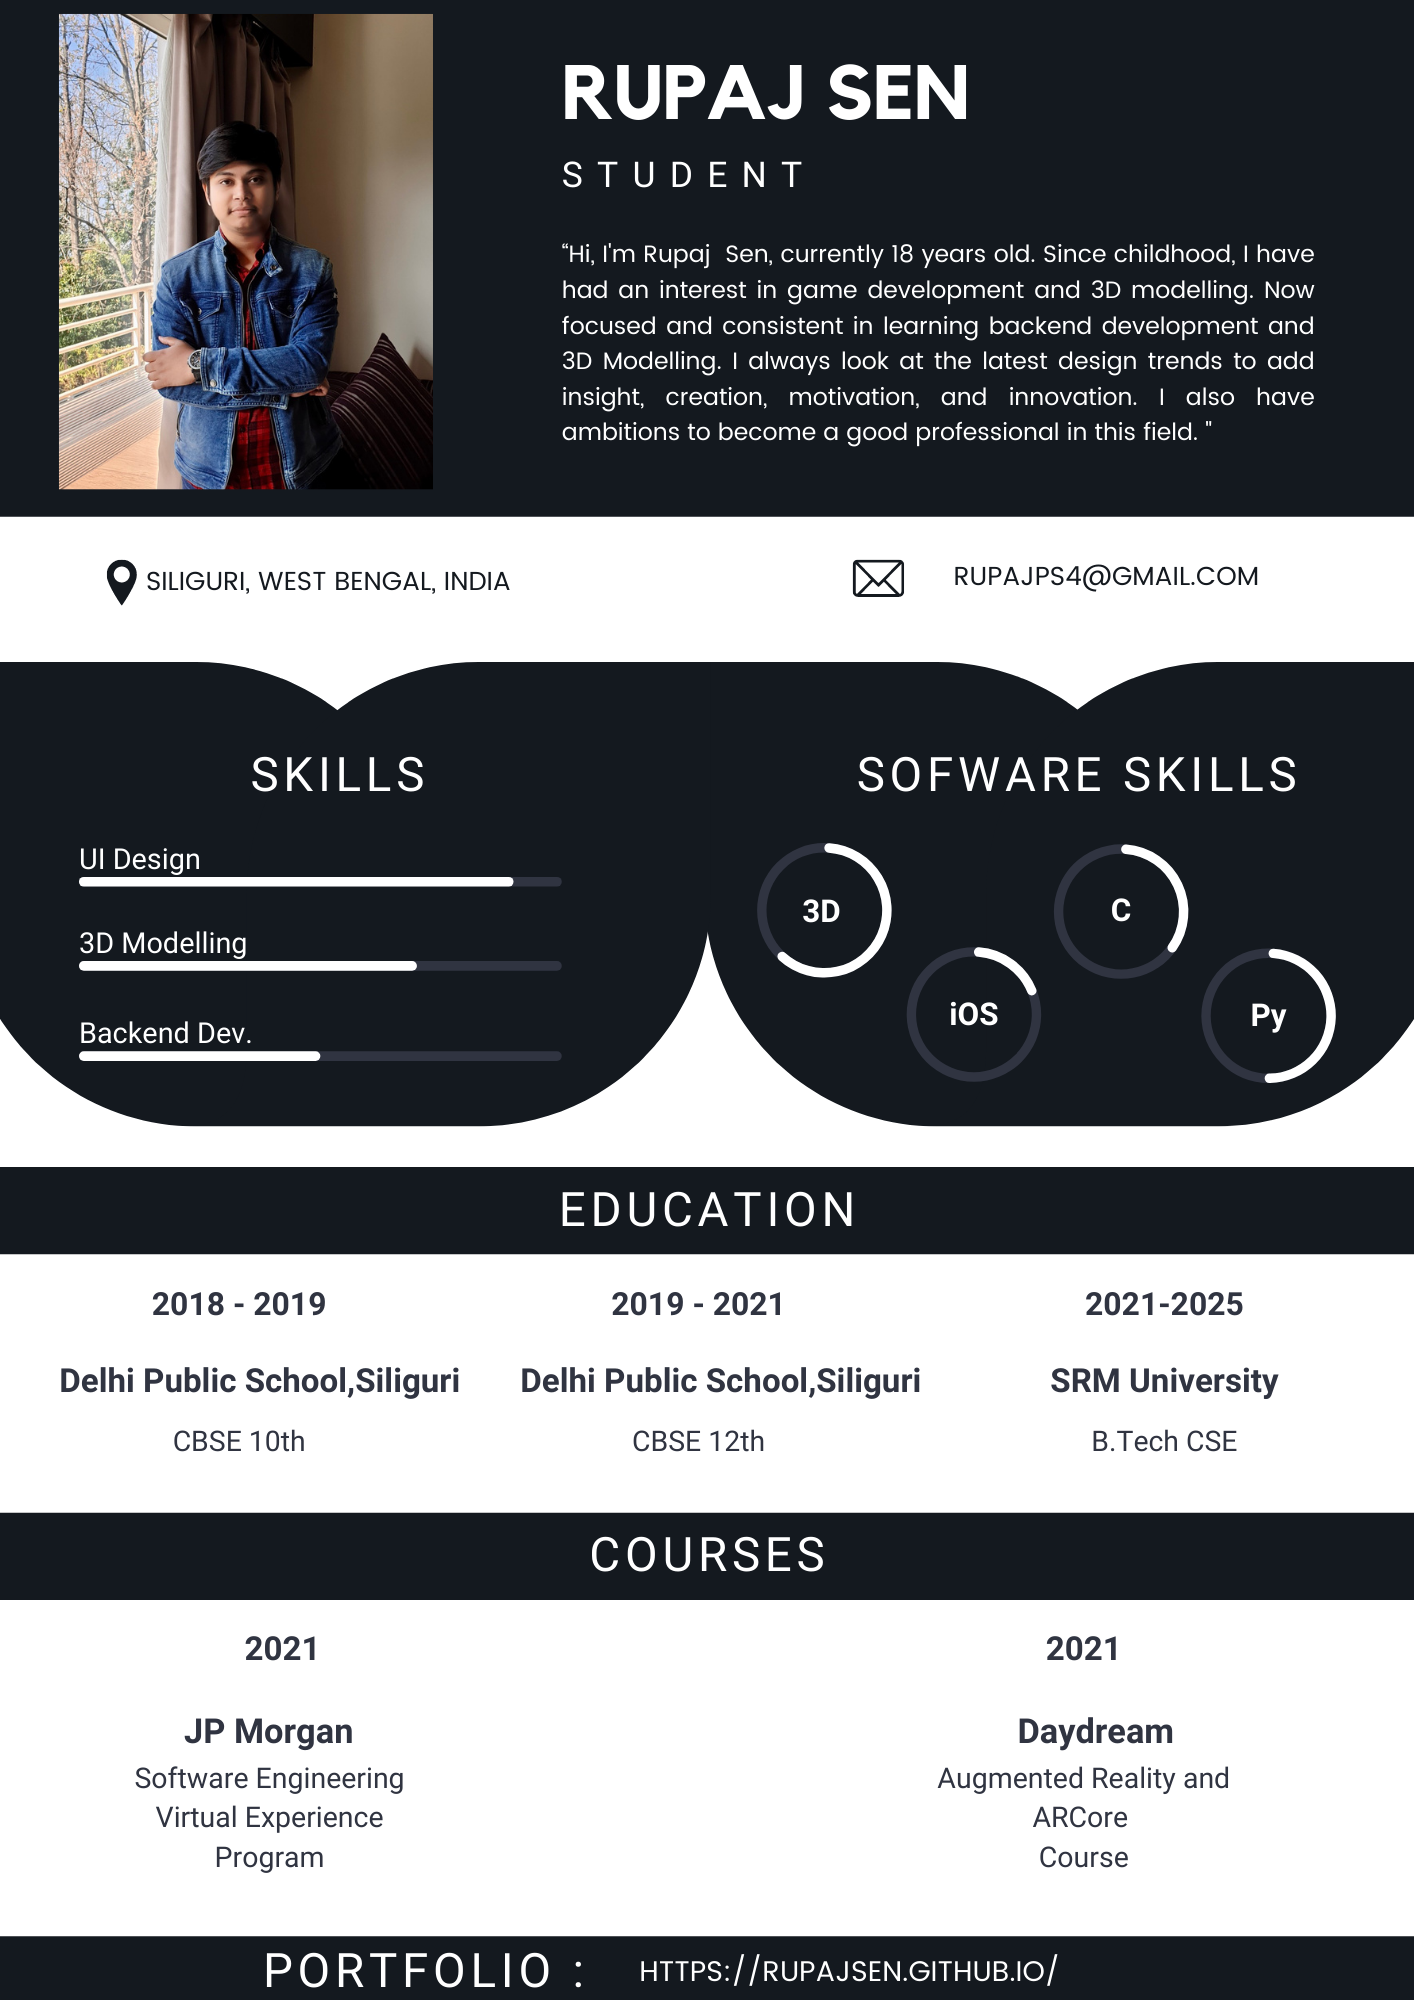 RUPAJ SEN
STUDENT
“Hi, I'm Rupaj  Sen, currently 18 years old. Since childhood, I have
had an interest in game development and 3D modelling. Now
focused and consistent in learning backend development and
3D Modelling. I always look at the latest design trends to add
insight, creation, motivation, and innovation. I also have
ambitions to become a good professional in this field. "
SILIGURI, WEST BENGAL, INDIA
RUPAJPS4@GMAIL.COM
SKILLS
UI Design
3D Modelling
Backend Dev.
SOFWARE SKILLS
3D
C
iOS
Py
EDUCATION
2018 - 2019
Delhi Public School,Siliguri
CBSE 10th
2019 - 2021
Delhi Public School,Siliguri
CBSE 12th
2021-2025
SRM University
B.Tech CSE
COURSES
2021
JP Morgan
Software Engineering
Virtual Experience
Program
2021
Daydream
Augmented Reality and
ARCore
Course
PORTFOLIO : HTTPS://RUPAJSEN.GITHUB.IO/